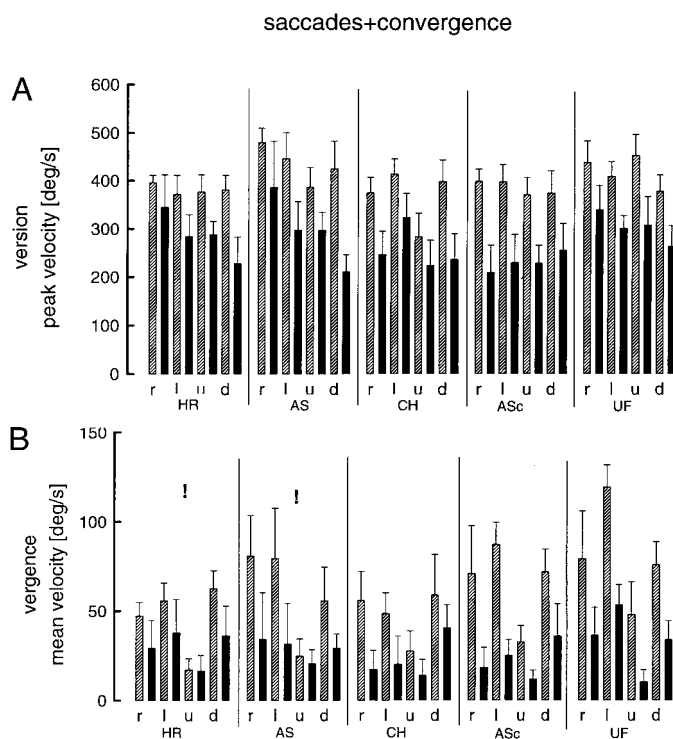 saccades+convergence
A
version
peak velocity [deg/s]
600
500
400
300
200
100
0
r l u d r l u d r l u d r l u d r l u d
HR AS CH ASc UF
B
vergence
mean velocity [deg/s]
150
100
50
0
! !
r l u d r l u d r l u d r l u d r l u d
HR AS CH ASc UF